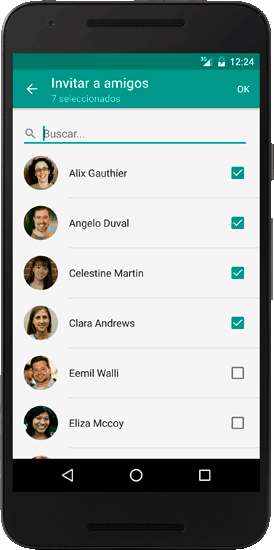 3G 12:24
Invitar a amigos
7 seleccionados
OK
Buscar...
Alix Gauthier
Angelo Duval
Celestine Martin
Clara Andrews
Eemil Walli
Eliza Mccoy